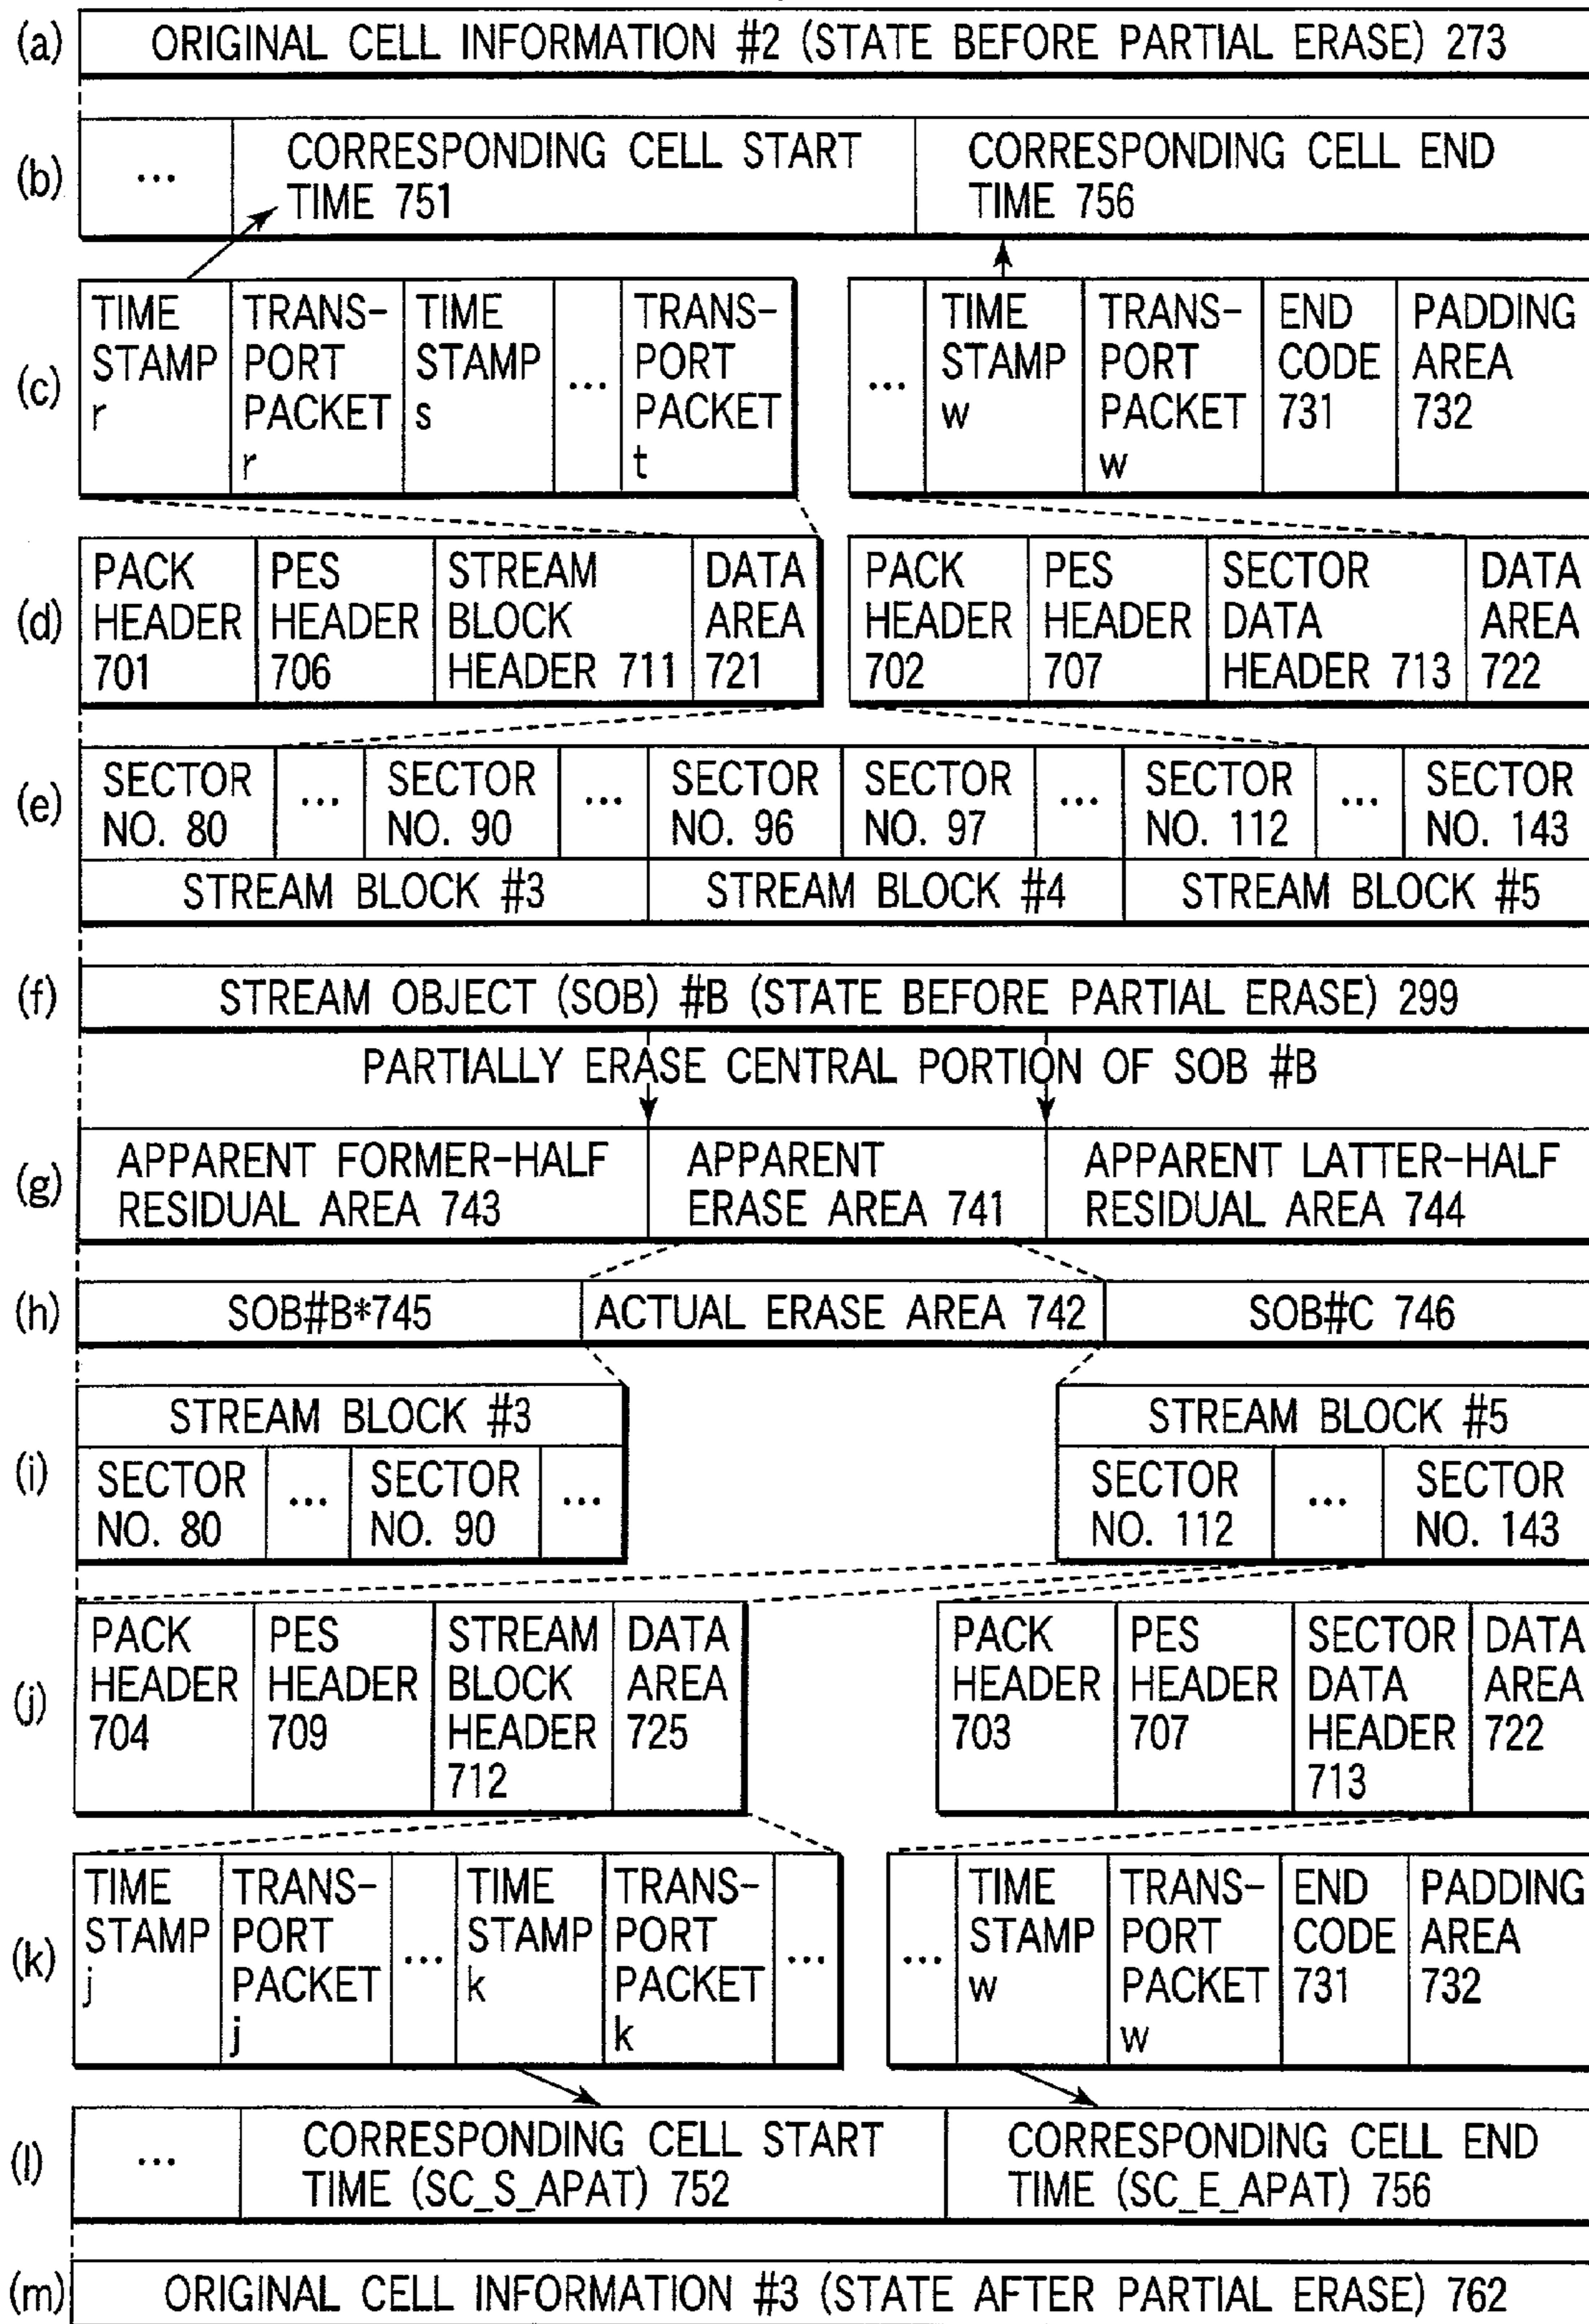 (a) ORIGINAL CELL INFORMATION #2 (STATE BEFORE PARTIAL ERASE) 273
(b) ... CORRESPONDING CELL START TIME 751 CORRESPONDING CELL END TIME 756
(c) TIME STAMP r TRANS-PORT PACKET r TIME STAMP s ... TRANS-PORT PACKET t ... TIME STAMP w TRANS-PORT PACKET w END CODE 731 PADDING AREA 732
(d) PACK HEADER 701 PES HEADER 706 STREAM BLOCK HEADER 711 DATA AREA 721 PACK HEADER 702 PES HEADER 707 SECTOR DATA HEADER 713 DATA AREA 722
(e) SECTOR NO. 80 ... SECTOR NO. 90 ... SECTOR NO. 96 SECTOR NO. 97 ... SECTOR NO. 112 ... SECTOR NO. 143
STREAM BLOCK #3 STREAM BLOCK #4 STREAM BLOCK #5
(f) STREAM OBJECT (SOB) #B (STATE BEFORE PARTIAL ERASE) 299
PARTIALLY ERASE CENTRAL PORTION OF SOB #B
(g) APPARENT FORMER-HALF RESIDUAL AREA 743 APPARENT ERASE AREA 741 APPARENT LATTER-HALF RESIDUAL AREA 744
(h) SOB#B*745 ACTUAL ERASE AREA 742 SOB#C 746
STREAM BLOCK #3 STREAM BLOCK #5
(i) SECTOR NO. 80 ... SECTOR NO. 90 ... SECTOR NO. 112 ... SECTOR NO. 143
(j) PACK HEADER 704 PES HEADER 709 STREAM BLOCK HEADER 712 DATA AREA 725 PACK HEADER 703 PES HEADER 707 SECTOR DATA HEADER 713 DATA AREA 722
(k) TIME STAMP j TRANS-PORT PACKET j ... TIME STAMP k TRANS-PORT PACKET k ... ... TIME STAMP w TRANS-PORT PACKET w END CODE 731 PADDING AREA 732
(l) ... CORRESPONDING CELL START TIME (SC_S_APAT) 752 CORRESPONDING CELL END TIME (SC_E_APAT) 756
(m) ORIGINAL CELL INFORMATION #3 (STATE AFTER PARTIAL ERASE) 762